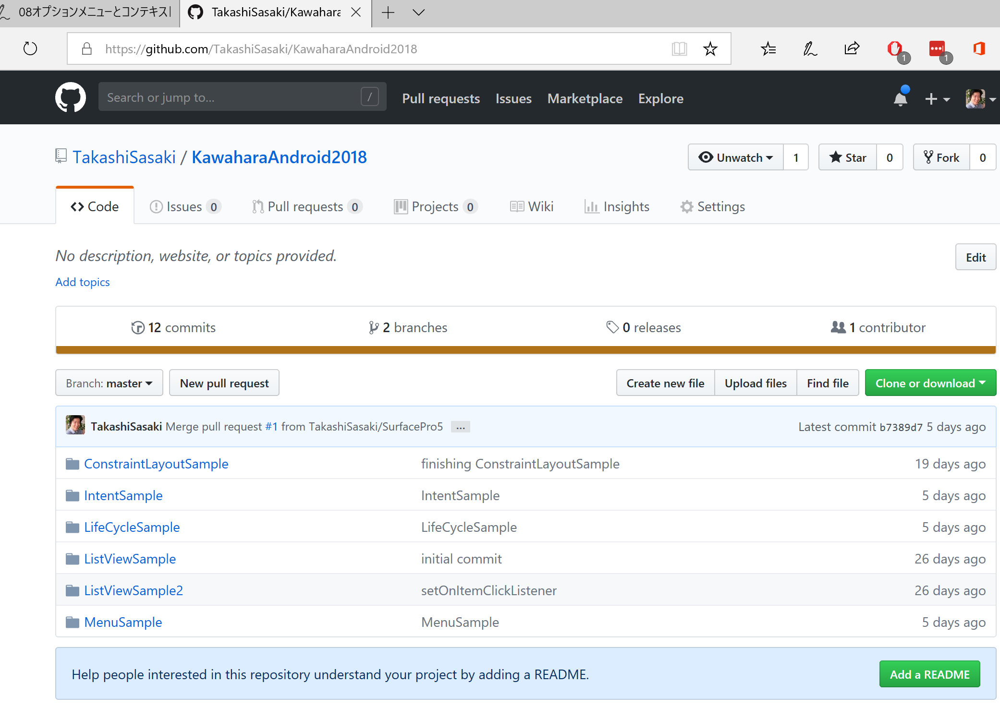 08オプションメニューとコンテキスト
TakashiSasaki/Kawahara
https://github.com/TakashiSasaki/KawaharaAndroid2018
1
1
Search or jump to... /
Pull requests Issues Marketplace Explore
TakashiSasaki / KawaharaAndroid2018
Unwatch 1 Star 0 Fork 0
Code Issues 0 Pull requests 0 Projects 0 Wiki Insights Settings
No description, website, or topics provided.
Edit
Add topics
12 commits 2 branches 0 releases 1 contributor
Branch: master New pull request Create new file Upload files Find file Clone or download
TakashiSasaki Merge pull request #1 from TakashiSasaki/SurfacePro5 ... Latest commit b7389d7 5 days ago
ConstraintLayoutSample finishing ConstraintLayoutSample 19 days ago
IntentSample IntentSample 5 days ago
LifeCycleSample LifeCycleSample 5 days ago
ListViewSample initial commit 26 days ago
ListViewSample2 setOnItemClickListener 26 days ago
MenuSample MenuSample 5 days ago
Help people interested in this repository understand your project by adding a README. Add a README